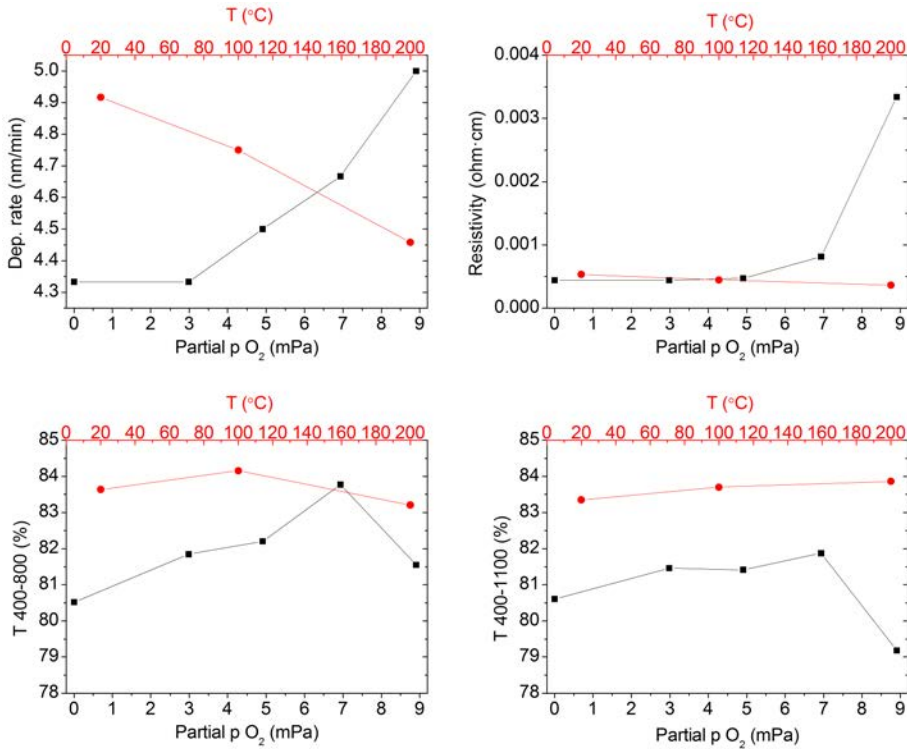 T (°C)
0 20 40 60 80 100 120 140 160 180 200
5.0
4.9
4.8
4.7
4.6
4.5
4.4
4.3
Dep. rate (nm/min)
0 1 2 3 4 5 6 7 8 9
Partial p O₂ (mPa)
T (°C)
0 20 40 60 80 100 120 140 160 180 200
0.004
0.003
0.002
0.001
0.000
Resistivity (ohm·cm)
0 1 2 3 4 5 6 7 8 9
Partial p O₂ (mPa)
T (°C)
0 20 40 60 80 100 120 140 160 180 200
85
84
83
82
81
80
79
78
T 400-800 (%)
0 1 2 3 4 5 6 7 8 9
Partial p O₂ (mPa)
T (°C)
0 20 40 60 80 100 120 140 160 180 200
85
84
83
82
81
80
79
78
T 400-1100 (%)
0 1 2 3 4 5 6 7 8 9
Partial p O₂ (mPa)